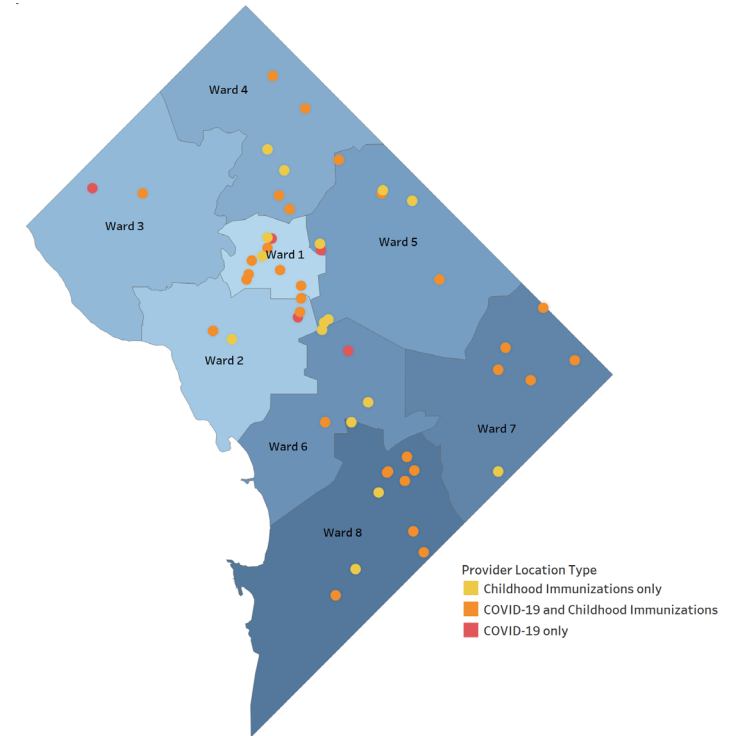 Ward 4
Ward 3
Ward 5
Ward 1
Ward 2
Ward 7
Ward 6
Ward 8
Provider Location Type
Childhood Immunizations only
COVID-19 and Childhood Immunizations
COVID-19 only